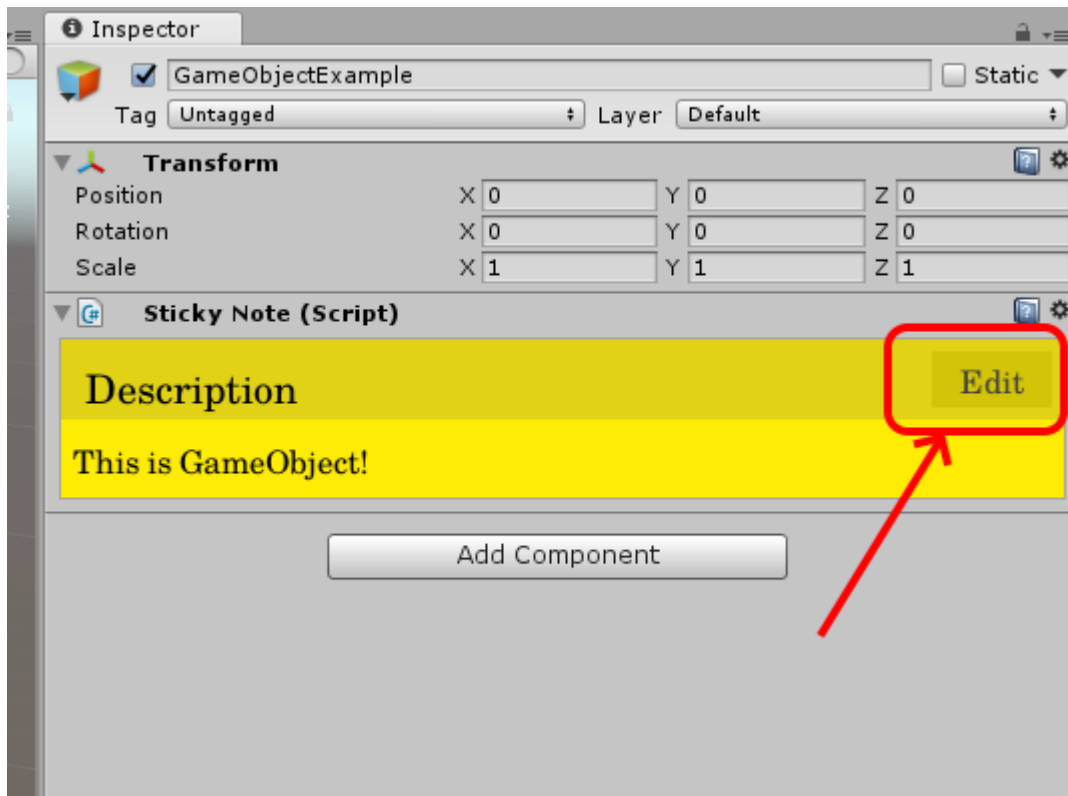 Inspector
GameObjectExample Static
Tag Untagged Layer Default
Transform
Position X 0 Y 0 Z 0
Rotation X 0 Y 0 Z 0
Scale X 1 Y 1 Z 1
Sticky Note (Script)
Description Edit
This is GameObject!
Add Component